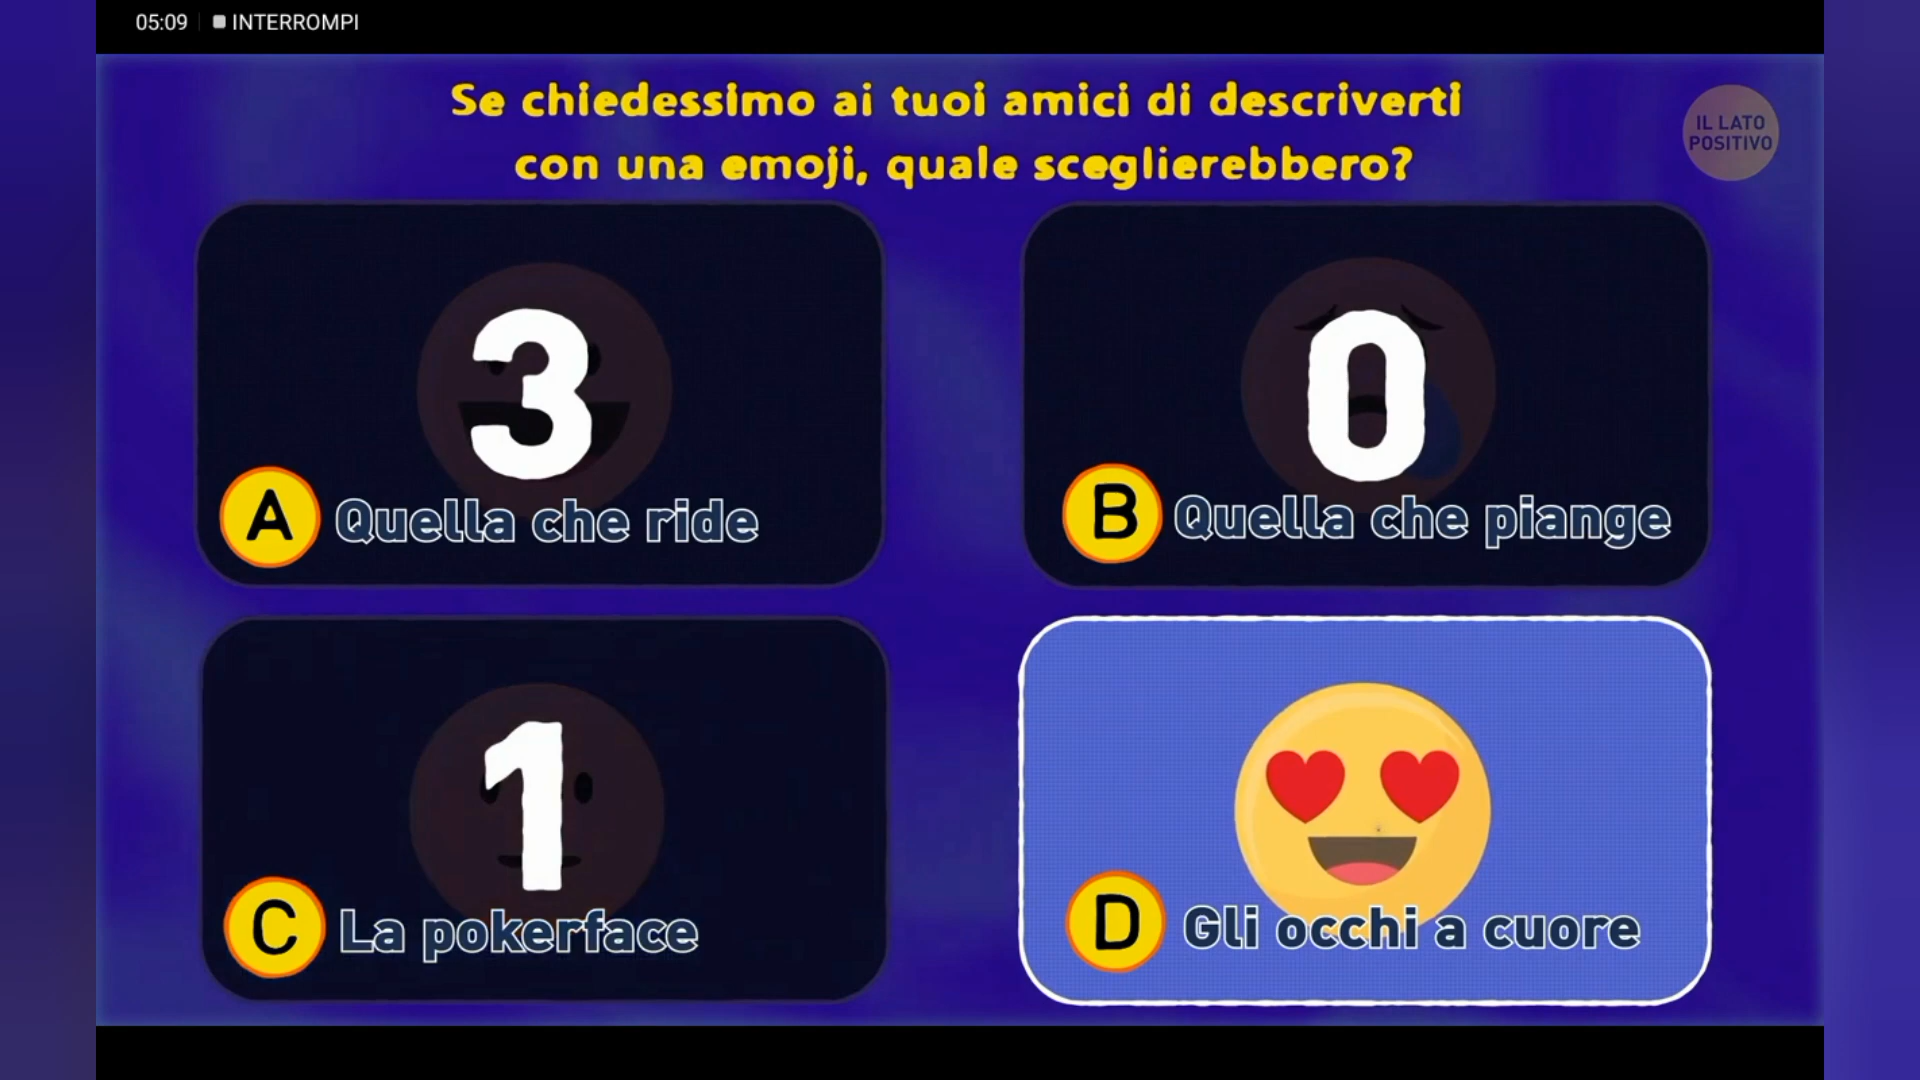 05:09 INTERROMPI
Se chiedessimo ai tuoi amici di descriverti
con una emoji, quale sceglierebbero?
IL LATO
POSITIVO
3
A Quella che ride
0
B Quella che piange
1
C La pokerface
D Gli occhi a cuore